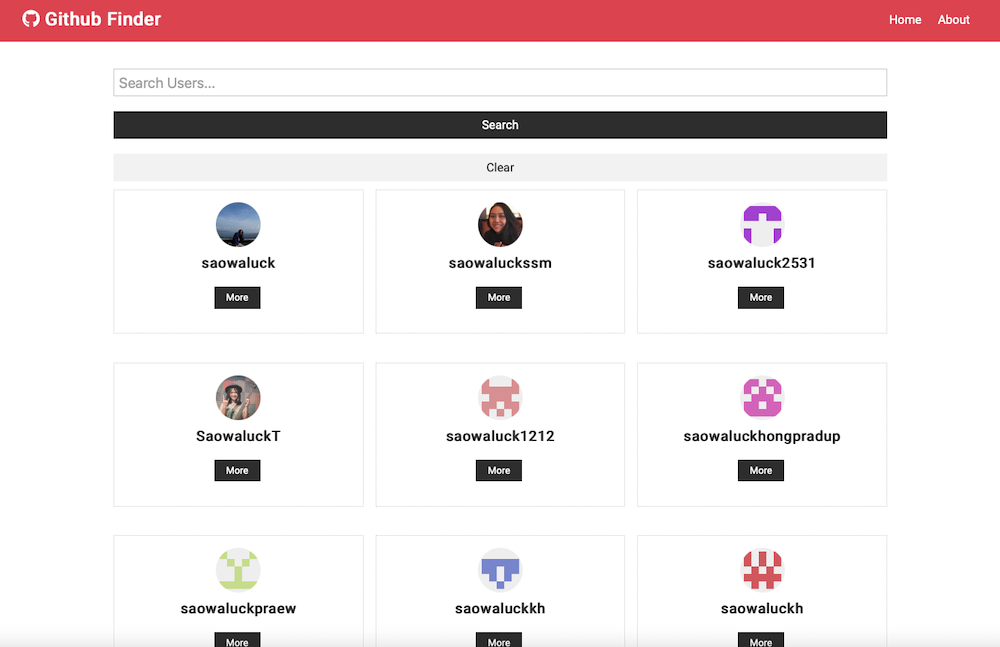 Github Finder
Home About
Search Users...
Search
Clear
saowaluck
More
saowaluckssm
More
saowaluck2531
More
SaowaluckT
More
saowaluck1212
More
saowaluckhongpradup
More
saowaluckpraew
More
saowaluckkh
More
saowaluckh
More